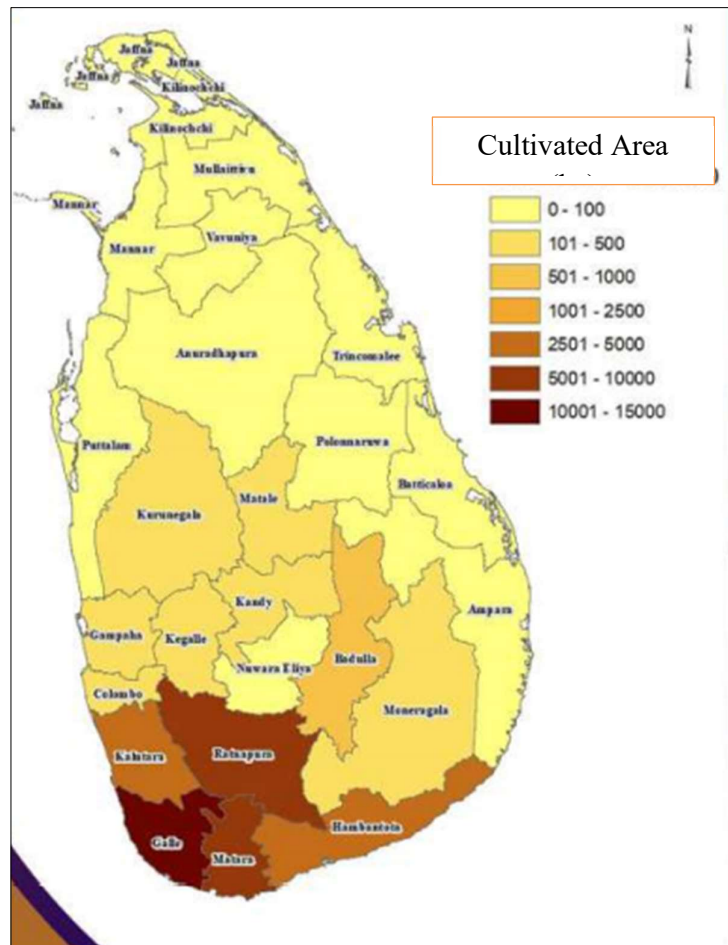 N
Jaffna
Jaffna
Jaffna
Kilinochchi
Jaffna
Kilinochchi
Mullaitivu
Mannar
Vavuniya
Mannar
Anuradhapura
Trincomalee
Puttalam
Polonnaruwa
Batticaloa
Matale
Kurunegala
Kandy
Ampara
Gampaha
Kegalle
Badulla
Nuwara Eliya
Colombo
Moneragala
Ratnapura
Kalutara
Hambantota
Galle
Matara
Cultivated Area
0 - 100
101 - 500
501 - 1000
1001 - 2500
2501 - 5000
5001 - 10000
10001 - 15000